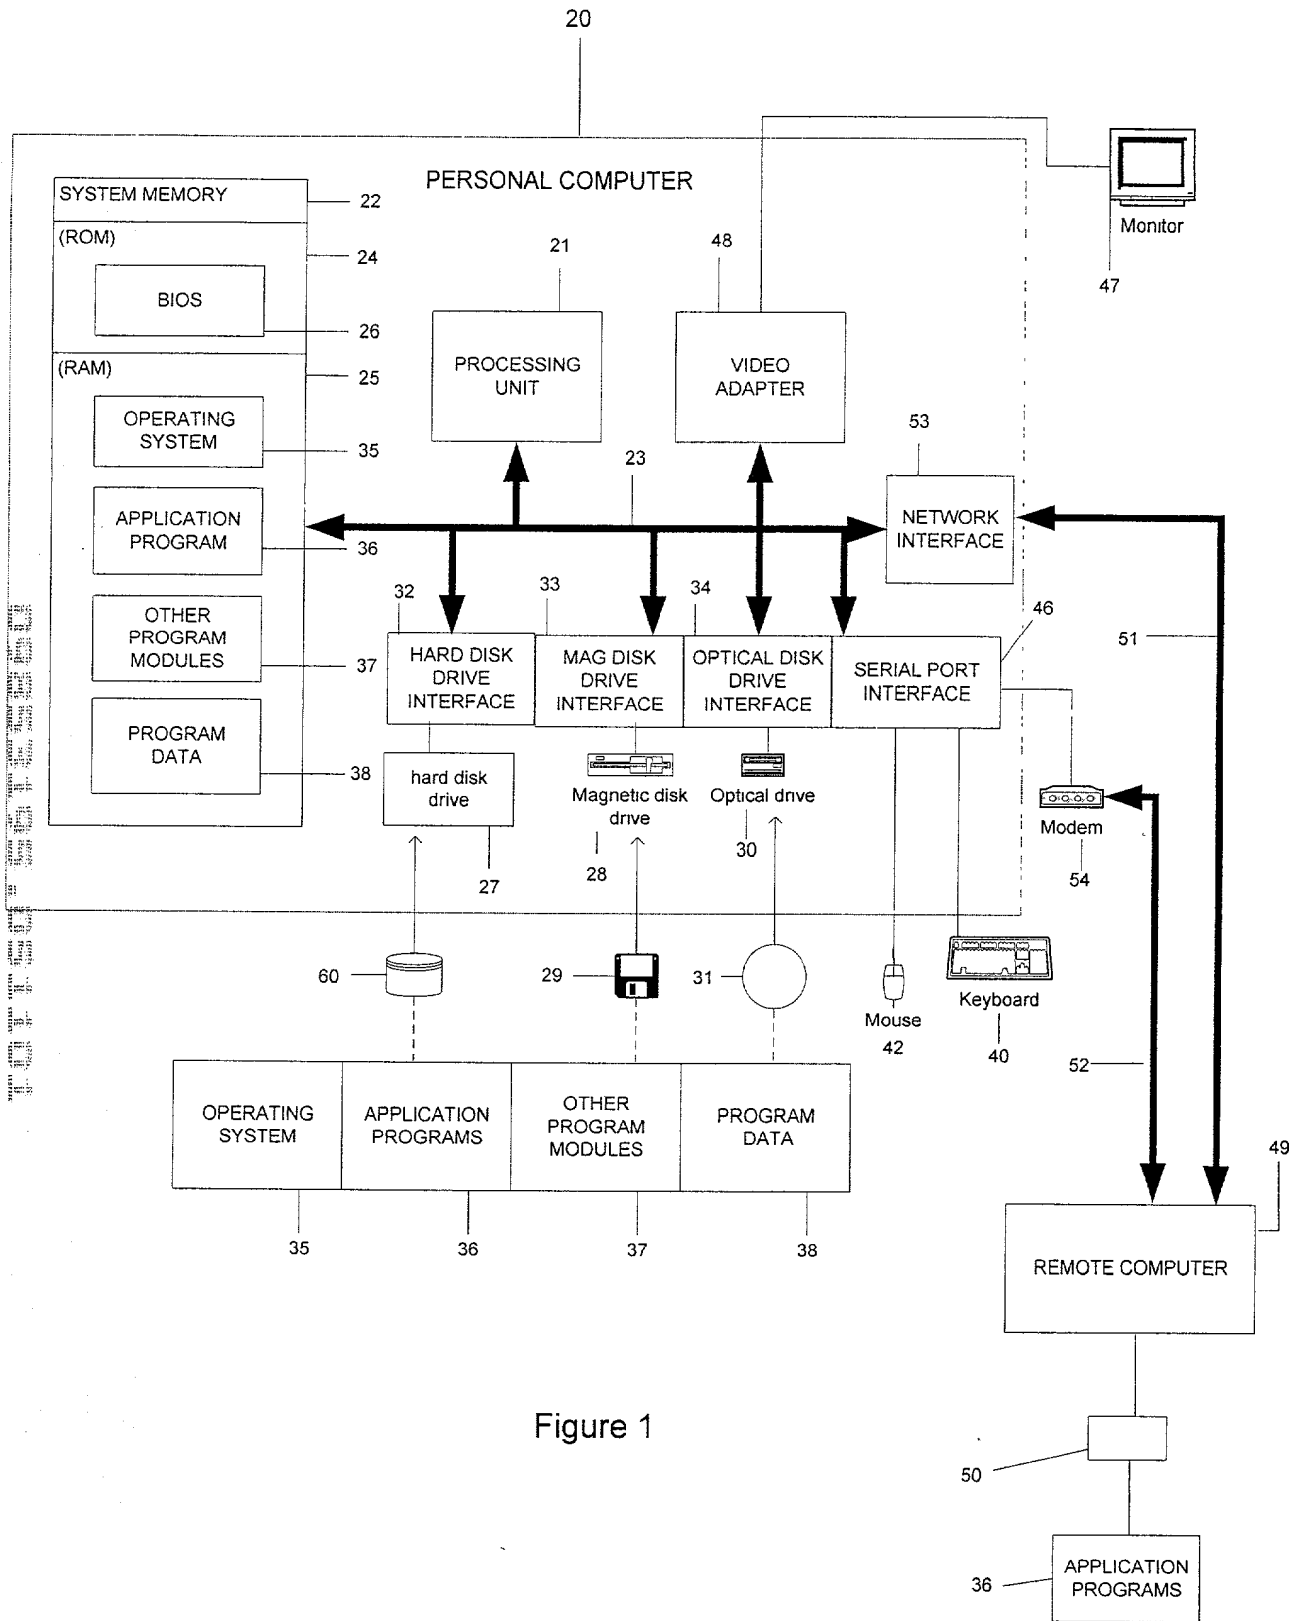 20
PERSONAL COMPUTER
SYSTEM MEMORY
22
(ROM)
24
BIOS
26
(RAM)
25
OPERATING
SYSTEM
35
APPLICATION
PROGRAM
36
OTHER
PROGRAM
MODULES
37
PROGRAM
DATA
38
21
PROCESSING
UNIT
48
VIDEO
ADAPTER
Monitor
47
23
53
NETWORK
INTERFACE
32
HARD DISK
DRIVE
INTERFACE
33
MAG DISK
DRIVE
INTERFACE
34
OPTICAL DISK
DRIVE
INTERFACE
46
SERIAL PORT
INTERFACE
51
hard disk
drive
27
Magnetic disk
drive
28
Optical drive
30
Modem
54
60
29
31
Mouse
42
Keyboard
40
52
OPERATING
SYSTEM
35
APPLICATION
PROGRAMS
36
OTHER
PROGRAM
MODULES
37
PROGRAM
DATA
38
49
REMOTE COMPUTER
50
36
APPLICATION
PROGRAMS
Figure 1